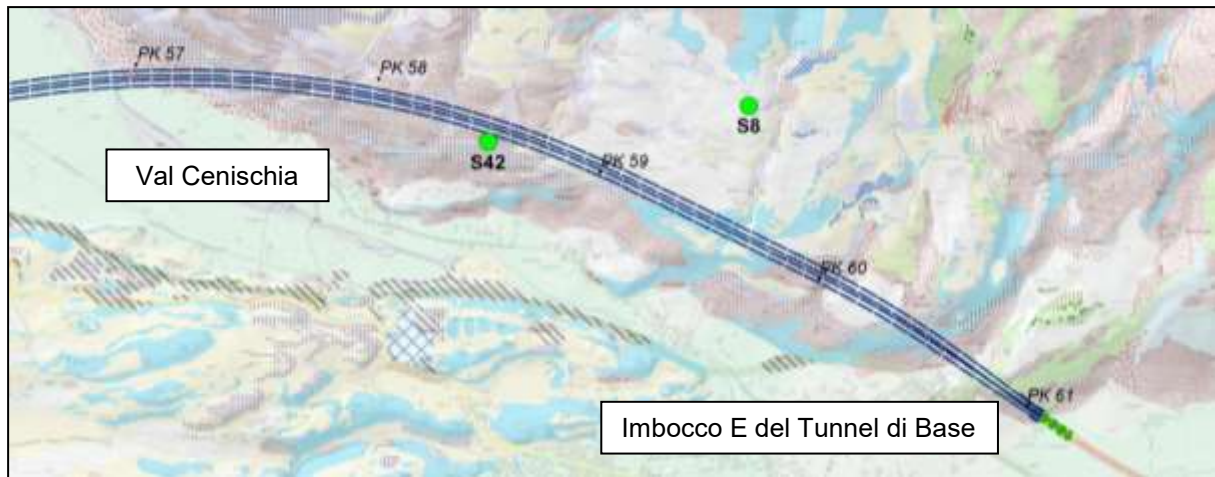 PK 57
PK 58
S8
S42
PK 59
Val Cenischia
PK 60
PK 61
Imbocco E del Tunnel di Base